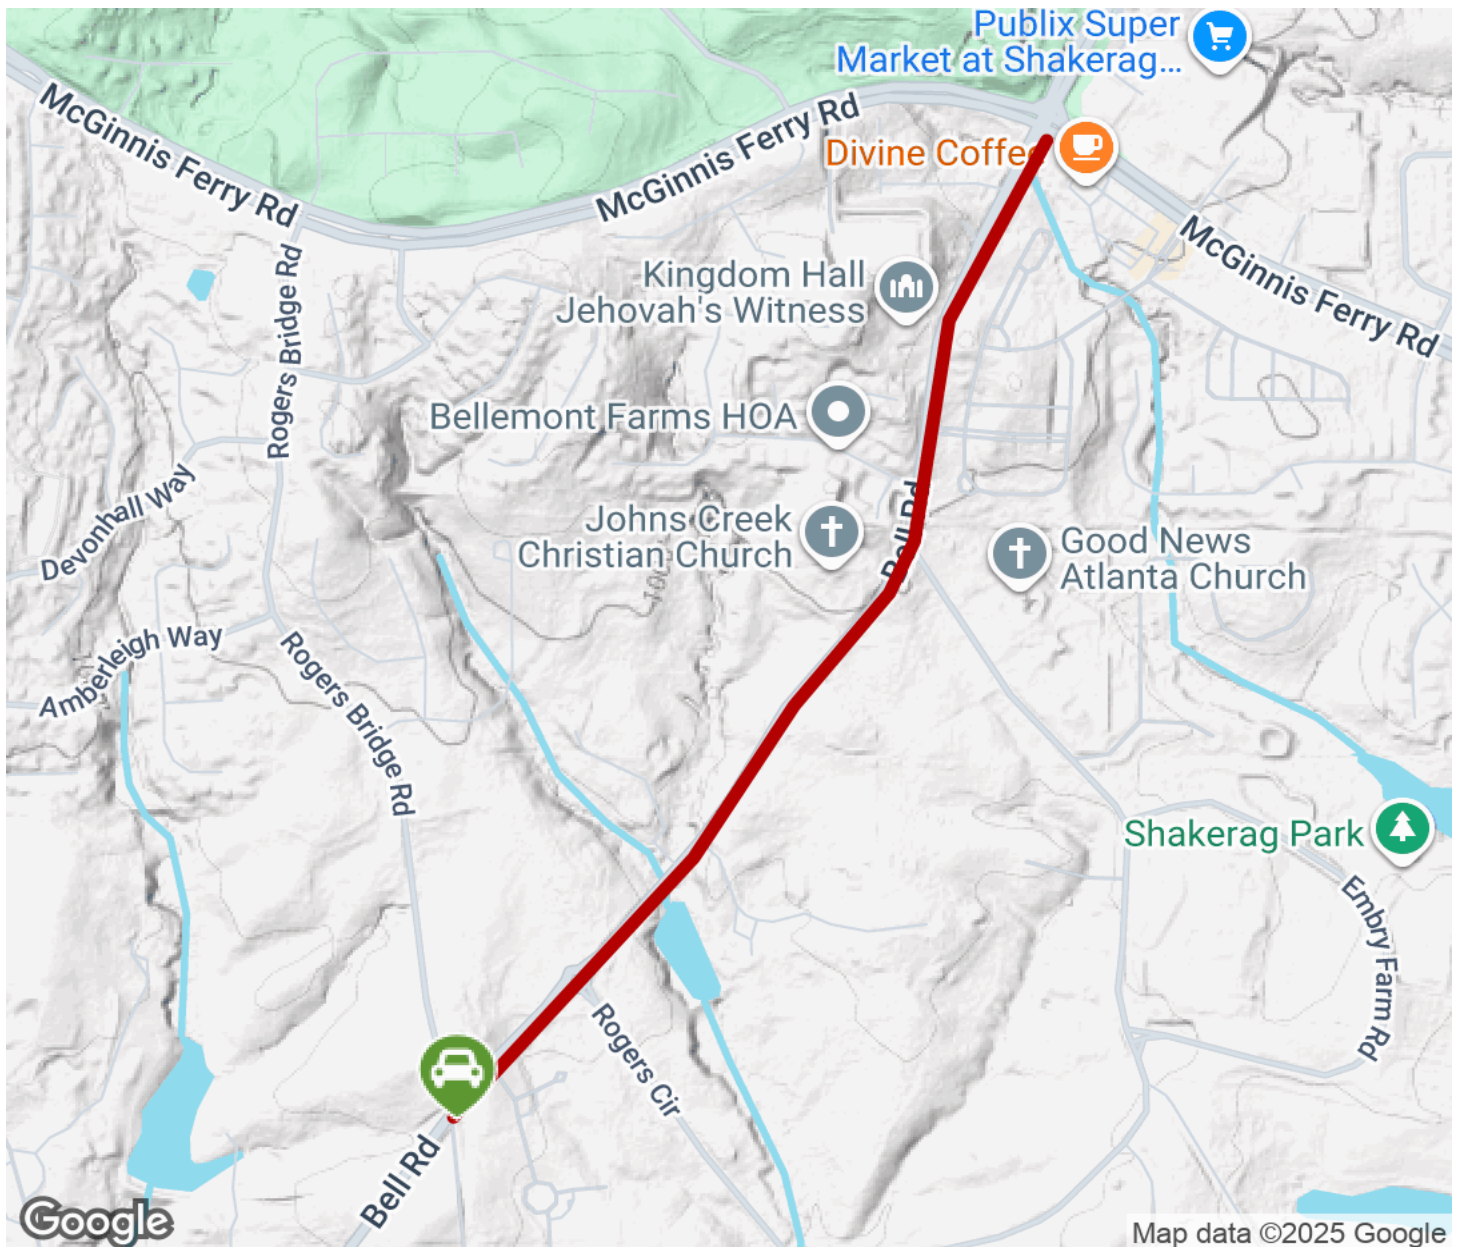 Publix Super
Market at Shakerag...
McGinnis Ferry Rd
McGinnis Ferry Rd
Divine Coffee
McGinnis Ferry Rd
Kingdom Hall
Jehovah's Witness
Rogers Bridge Rd
Bellemont Farms HOA
Devonhall Way
Johns Creek
Christian Church
Bell Rd
Good News
Atlanta Church
Amberleigh Way
Rogers Bridge Rd
Shakerag Park
Embry Farm Rd
Rogers Cir
Bell Rd
Google
Map data ©2025 Google